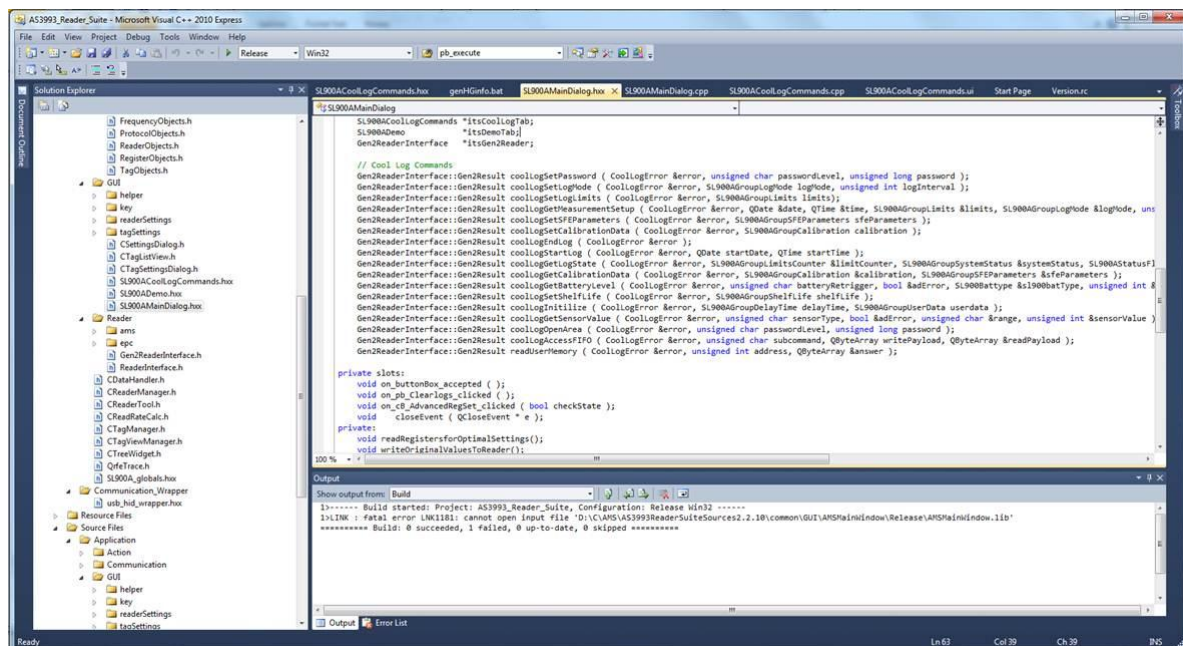 AS3993_Reader_Suite - Microsoft Visual C++ 2010 Express
File Edit View Project Debug Tools Window Help
Release Win32 pb_execute
Solution Explorer
Document Outline
Toolbox
FrequencyObjects.h
ProtocolObjects.h
ReaderObjects.h
RegisterObjects.h
TagObjects.h
GUI
helper
key
readerSettings
tagSettings
CSettingsDialog.h
CTagListView.h
CTagSettingsDialog.h
SL900ACoolLogCommands.hxx
SL900ADemo.hxx
SL900AMainDialog.hxx
Reader
ams
epc
Gen2ReaderInterface.h
ReaderInterface.h
CDataHandler.h
CReaderManager.h
CReaderTool.h
CReadRateCalc.h
CTagManager.h
CTagViewManager.h
CTreeWidget.h
QrfeTrace.h
SL900A_globals.hxx
Communication_Wrapper
usb_hid_wrapper.hxx
Resource Files
Source Files
Application
Action
Communication
GUI
helper
key
readerSettings
tagSettings
SL900ACoolLogCommands.hxx genHGinfo.bat SL900AMainDialog.hxx SL900AMainDialog.cpp SL900ACoolLogCommands.cpp SL900ACoolLogCommands.ui Start Page Version.rc
SL900AMainDialog
SL900ACoolLogCommands *itsCoolLogTab;
SL900ADemo *itsDemoTab;
Gen2ReaderInterface *itsGen2Reader;
// Cool Log Commands
Gen2ReaderInterface::Gen2Result coolLogSetPassword ( CoolLogError &error, unsigned char passwordLevel, unsigned long password );
Gen2ReaderInterface::Gen2Result coolLogSetLogMode ( CoolLogError &error, SL900AGroupLogMode logMode, unsigned int logInterval );
Gen2ReaderInterface::Gen2Result coolLogSetLogLimits ( CoolLogError &error, SL900AGroupLimits limits);
Gen2ReaderInterface::Gen2Result coolLogGetMeasurementSetup ( CoolLogError &error, QDate &date, QTime &time, SL900AGroupLimits &limits, SL900AGroupLogMode &logMode, uns
Gen2ReaderInterface::Gen2Result coolLogSetSFEParameters ( CoolLogError &error, SL900AGroupSFEParameters sfeParameters );
Gen2ReaderInterface::Gen2Result coolLogSetCalibrationData ( CoolLogError &error, SL900AGroupCalibration calibration );
Gen2ReaderInterface::Gen2Result coolLogEndLog ( CoolLogError &error );
Gen2ReaderInterface::Gen2Result coolLogStartLog ( CoolLogError &error, QDate startDate, QTime startTime );
Gen2ReaderInterface::Gen2Result coolLogGetLogState ( CoolLogError &error, SL900AGroupLimitsCounter &limitCounter, SL900AGroupSystemStatus &systemStatus, SL900AStatusFl
Gen2ReaderInterface::Gen2Result coolLogGetCalibrationData ( CoolLogError &error, SL900AGroupCalibration &calibration, SL900AGroupSFEParameters &sfeParameters );
Gen2ReaderInterface::Gen2Result coolLogGetBatteryLevel ( CoolLogError &error, unsigned char batteryRetrigger, bool &adError, SL900Battype &sl900batType, unsigned int &
Gen2ReaderInterface::Gen2Result coolLogSetShelfLife ( CoolLogError &error, SL900AGroupShelfLife shelfLife );
Gen2ReaderInterface::Gen2Result coolLogInitilize ( CoolLogError &error, SL900AGroupDelayTime delayTime, SL900AGroupUserData userdata );
Gen2ReaderInterface::Gen2Result coolLogGetSensorValue ( CoolLogError &error, unsigned char sensorType, bool &adError, unsigned char &range, unsigned int &sensorValue )
Gen2ReaderInterface::Gen2Result coolLogOpenArea ( CoolLogError &error, unsigned char passwordLevel, unsigned long password );
Gen2ReaderInterface::Gen2Result coolLogAccessFIFO ( CoolLogError &error, unsigned char subcommand, QByteArray writePayload, QByteArray &readPayload );
Gen2ReaderInterface::Gen2Result readUserMemory ( CoolLogError &error, unsigned int address, QByteArray &answer );
private slots:
void on_buttonBox_accepted ( );
void on_pb_Clearlogs_clicked ( );
void on_cB_AdvancedRegSet_clicked ( bool checkState );
void closeEvent ( QCloseEvent * e );
private:
void readRegistersforOptimalSettings();
void writeOriginalValuesToReader();
100 %
Output
Show output from: Build
1>------ Build started: Project: AS3993_Reader_Suite, Configuration: Release Win32 ------
1>LINK : fatal error LNK1181: cannot open input file 'D:\C\AMS\AS3993ReaderSuiteSources2.2.10\common\GUI\AMSMainWindow\Release\AMSMainWindow.lib'
========== Build: 0 succeeded, 1 failed, 0 up-to-date, 0 skipped ==========
Output Error List
Ready Ln 63 Col 39 Ch 39 INS